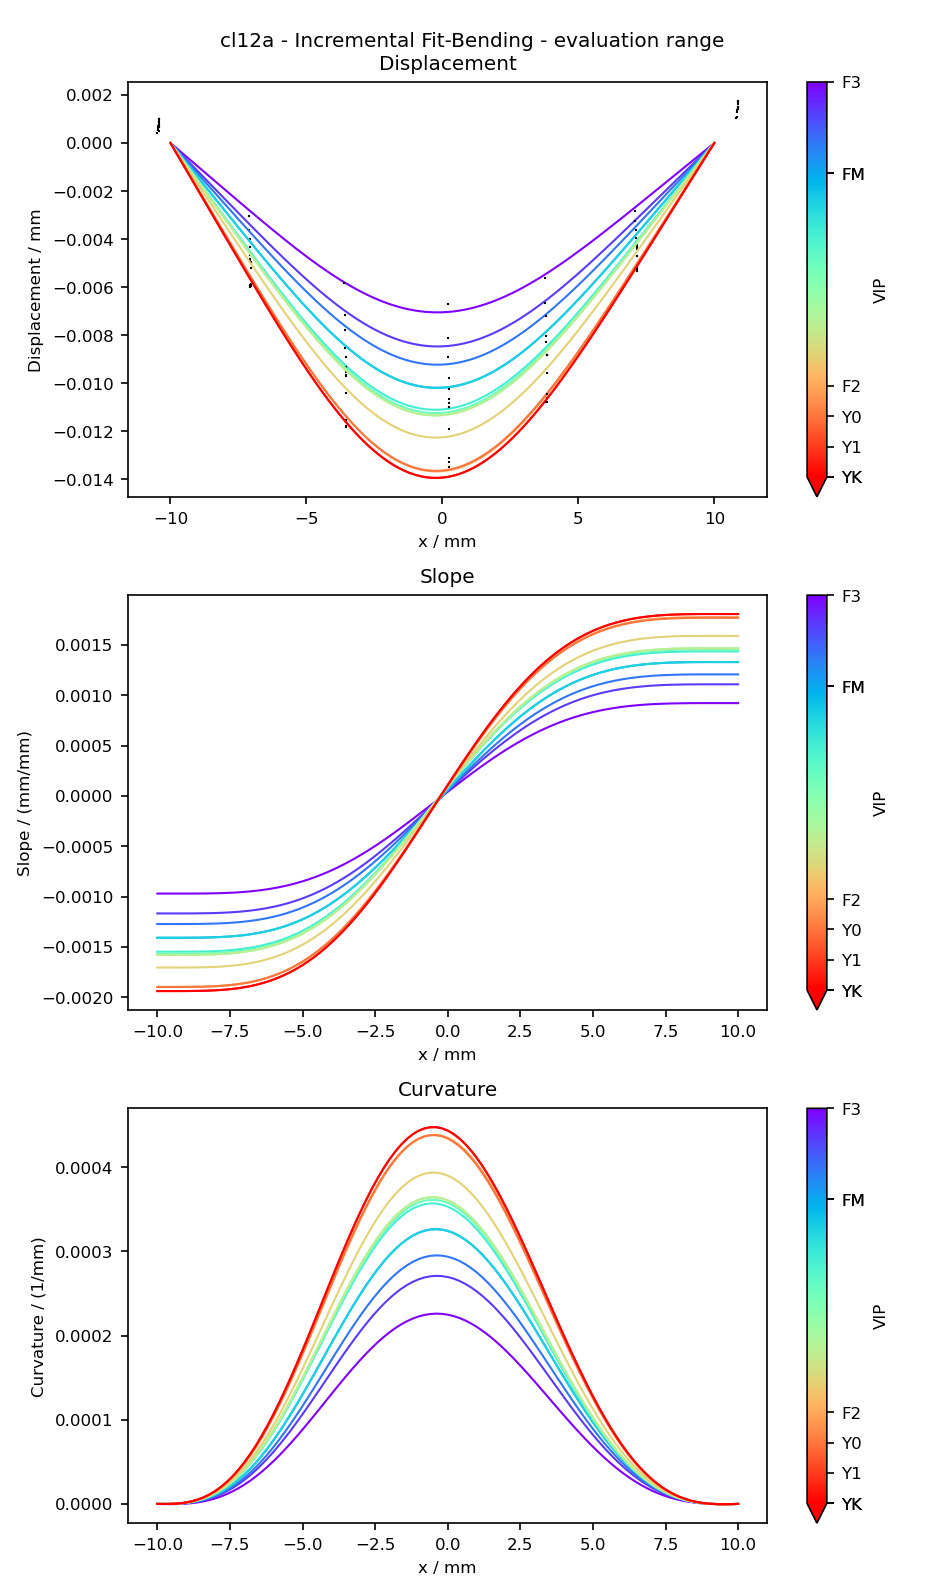 cl12a - Incremental Fit-Bending - evaluation range
Displacement
0.002
0.000
−0.002
−0.004
−0.006
−0.008
−0.010
−0.012
−0.014
Displacement / mm
−10
−5
0
5
10
x / mm
F3
FM
F2
Y0
Y1
YK
VIP
Slope
0.0015
0.0010
0.0005
0.0000
−0.0005
−0.0010
−0.0015
−0.0020
Slope / (mm/mm)
−10.0
−7.5
−5.0
−2.5
0.0
2.5
5.0
7.5
10.0
x / mm
F3
FM
F2
Y0
Y1
YK
VIP
Curvature
0.0004
0.0003
0.0002
0.0001
0.0000
Curvature / (1/mm)
−10.0
−7.5
−5.0
−2.5
0.0
2.5
5.0
7.5
10.0
x / mm
F3
FM
F2
Y0
Y1
YK
VIP